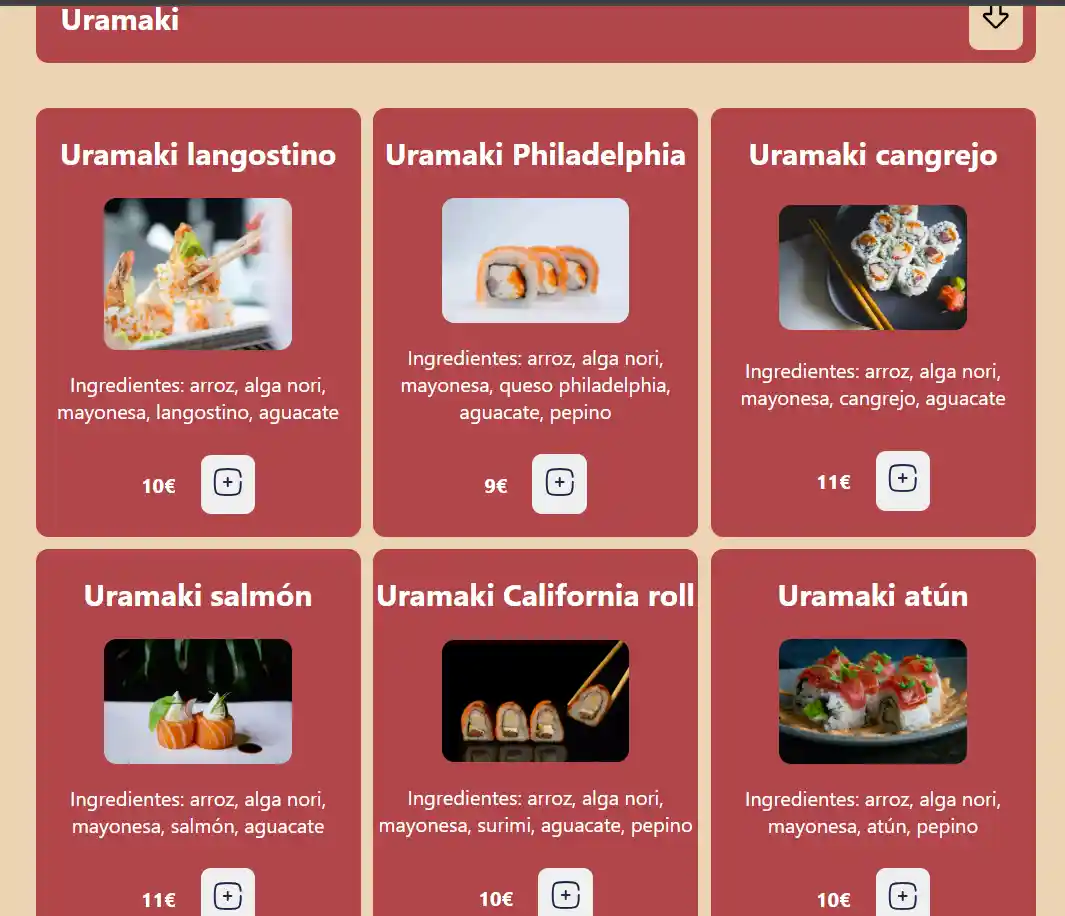 Uramaki
Uramaki langostino
Ingredientes: arroz, alga nori,
mayonesa, langostino, aguacate
10€
Uramaki Philadelphia
Ingredientes: arroz, alga nori,
mayonesa, queso philadelphia,
aguacate, pepino
9€
Uramaki cangrejo
Ingredientes: arroz, alga nori,
mayonesa, cangrejo, aguacate
11€
Uramaki salmón
Ingredientes: arroz, alga nori,
mayonesa, salmón, aguacate
11€
Uramaki California roll
Ingredientes: arroz, alga nori,
mayonesa, surimi, aguacate, pepino
10€
Uramaki atún
Ingredientes: arroz, alga nori,
mayonesa, atún, pepino
10€